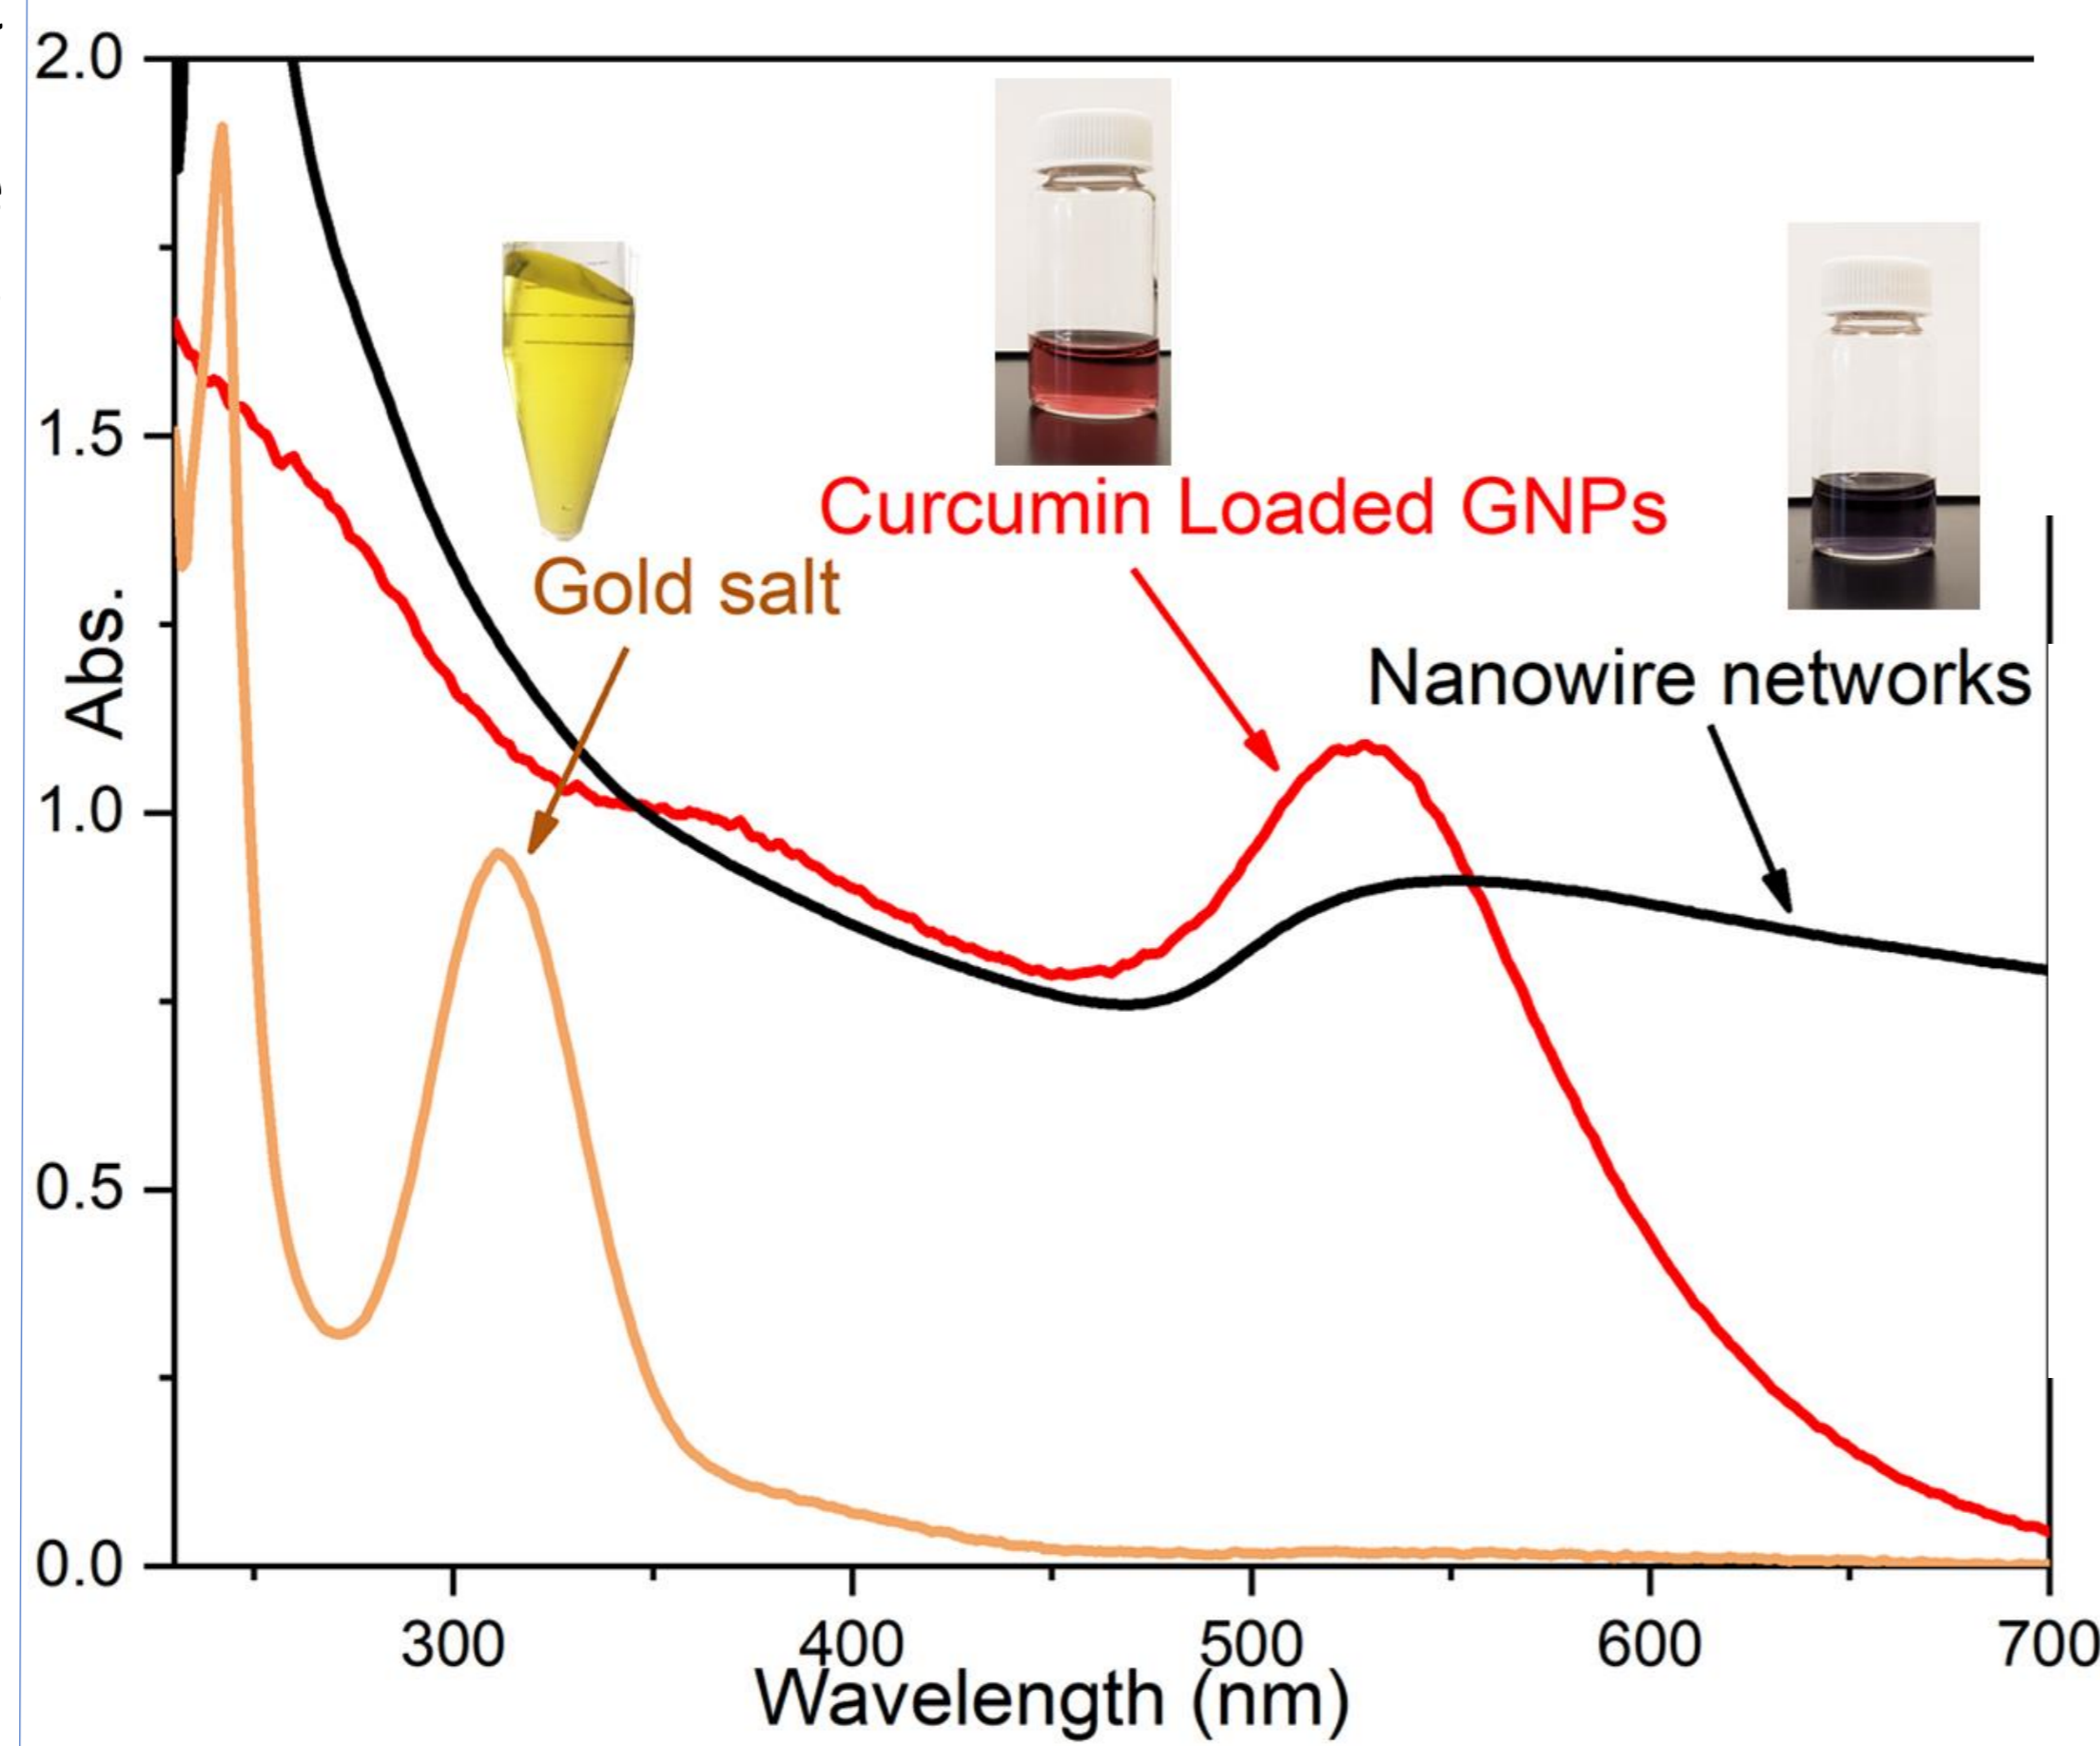 2.0
1.5
1.0
0.5
0.0
Abs.
Gold salt
Curcumin Loaded GNPs
Nanowire networks
300 400 500 600 700
Wavelength (nm)